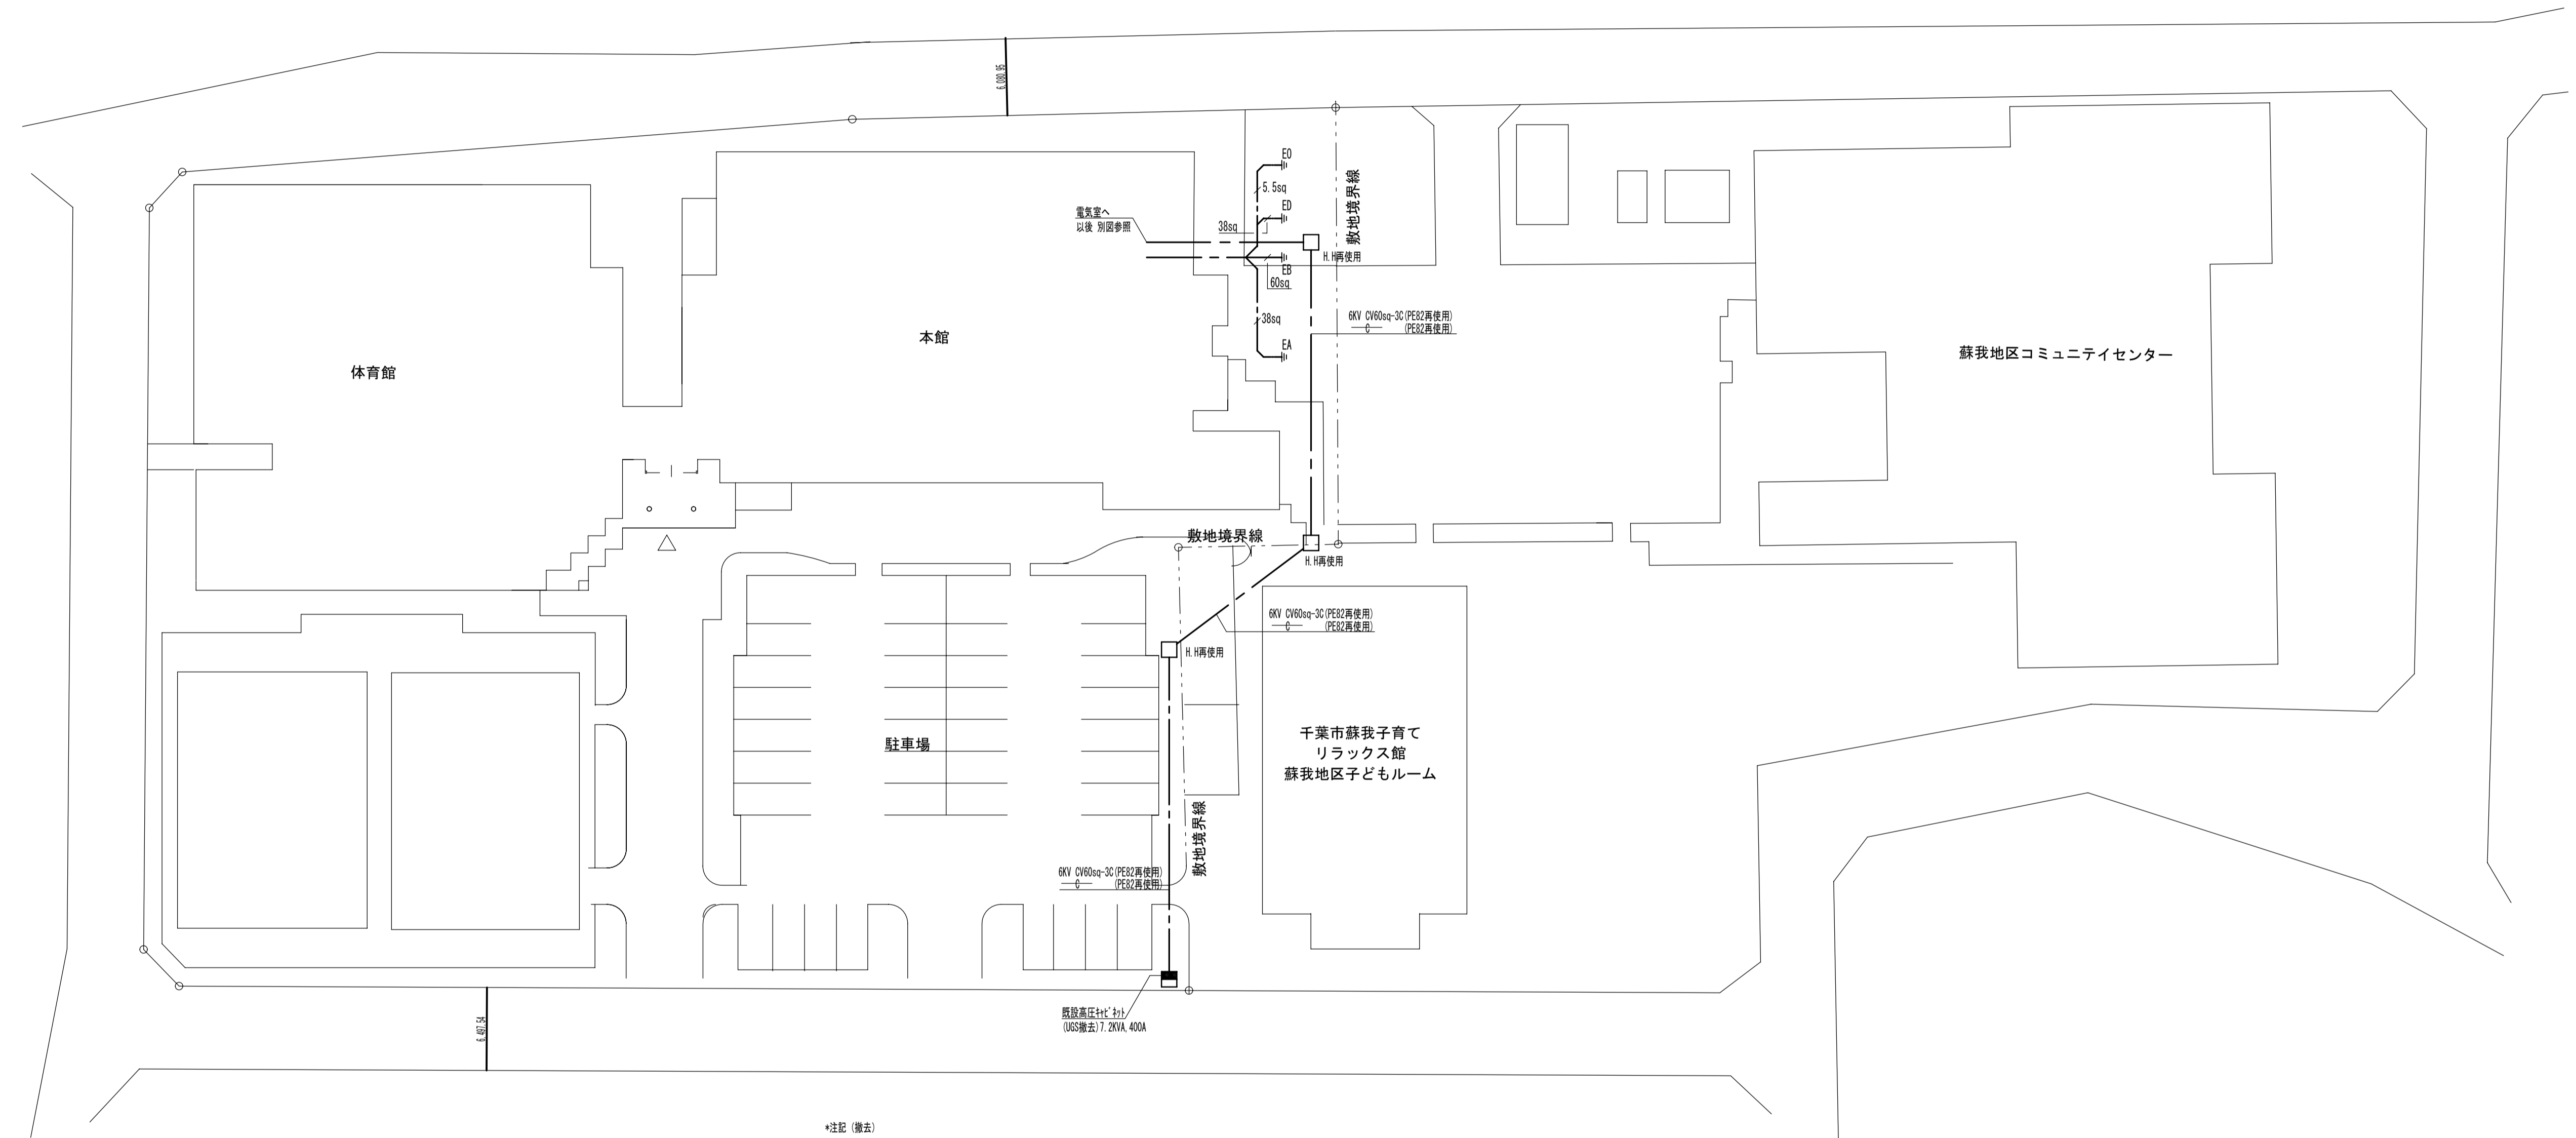 6.080.95
EO
5.5sq
敷地境界線
ED
電気室へ
以後 別図参照
38sq
H.H再使用
EB
60sq
38sq
EA
6KV CV60sq-3C(PE82再使用)
C (PE82再使用)
本館
体育館
蘇我地区コミュニテイセンター
敷地境界線
H.H再使用
6KV CV60sq-3C(PE82再使用)
C (PE82再使用)
H.H再使用
駐車場
千葉市蘇我子育て
リラックス館
蘇我地区子どもルーム
敷地境界線
6KV CV60sq-3C(PE82再使用)
C (PE82再使用)
既設高圧ｷｬﾋﾞﾈｯﾄ
(UGS撤去)7.2KVA,400A
6.497.54
*注記（撤去）